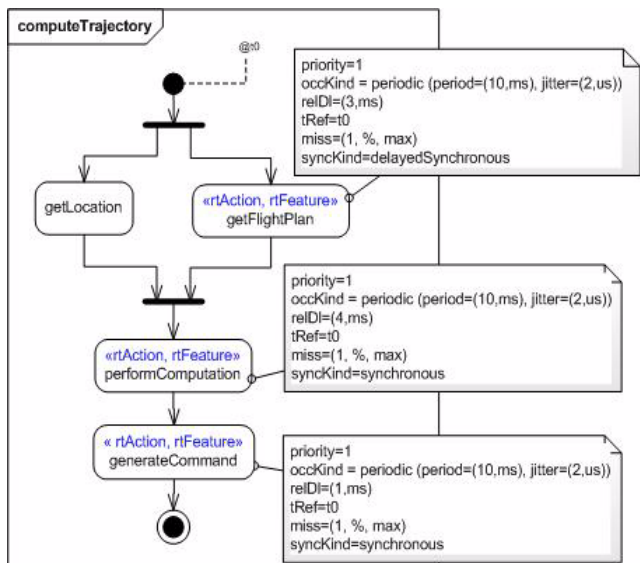 computeTrajectory
@t0
priority=1
occKind = periodic (period=(10,ms), jitter=(2,us))
relDl=(3,ms)
tRef=t0
miss=(1, %, max)
syncKind=delayedSynchronous
getLocation
«rtAction, rtFeature»
getFlightPlan
priority=1
occKind = periodic (period=(10,ms), jitter=(2,us))
relDl=(4,ms)
tRef=t0
miss=(1, %, max)
syncKind=synchronous
«rtAction, rtFeature»
performComputation
« rtAction, rtFeature»
generateCommand
priority=1
occKind = periodic (period=(10,ms), jitter=(2,us))
relDl=(1,ms)
tRef=t0
miss=(1, %, max)
syncKind=synchronous